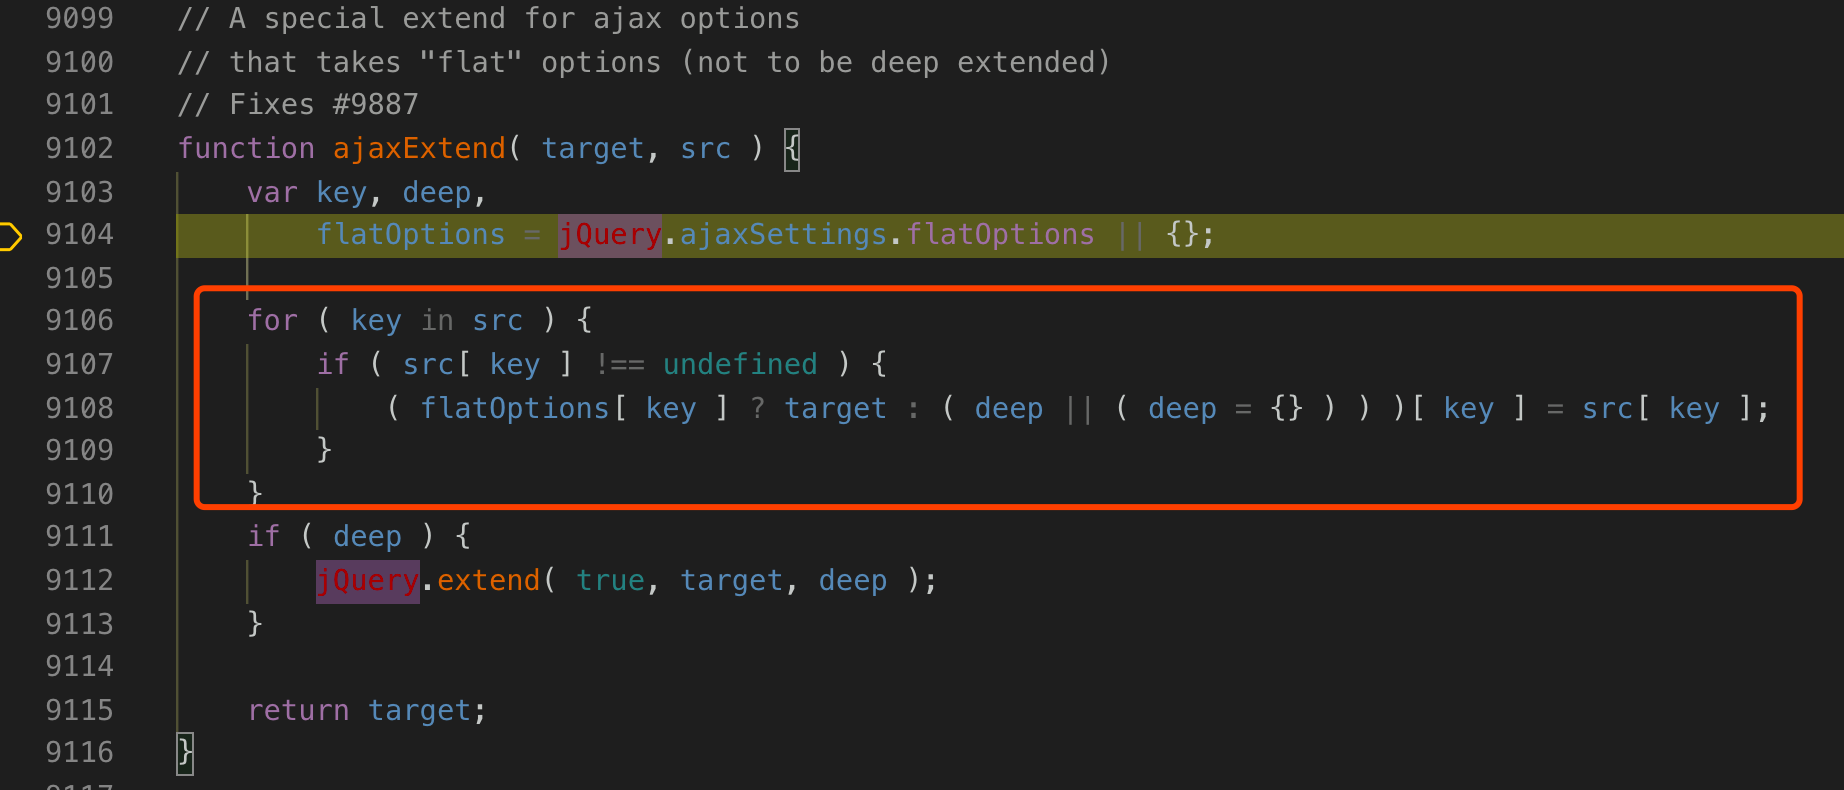 9099 // A special extend for ajax options
9100 // that takes "flat" options (not to be deep extended)
9101 // Fixes #9887
9102 function ajaxExtend( target, src ) {
9103 var key, deep,
9104 flatOptions = jQuery.ajaxSettings.flatOptions || {};
9105
9106 for ( key in src ) {
9107 if ( src[ key ] !== undefined ) {
9108 ( flatOptions[ key ] ? target : ( deep || ( deep = {} ) ) )[ key ] = src[ key ];
9109 }
9110 }
9111 if ( deep ) {
9112 jQuery.extend( true, target, deep );
9113 }
9114
9115 return target;
9116 }
9117